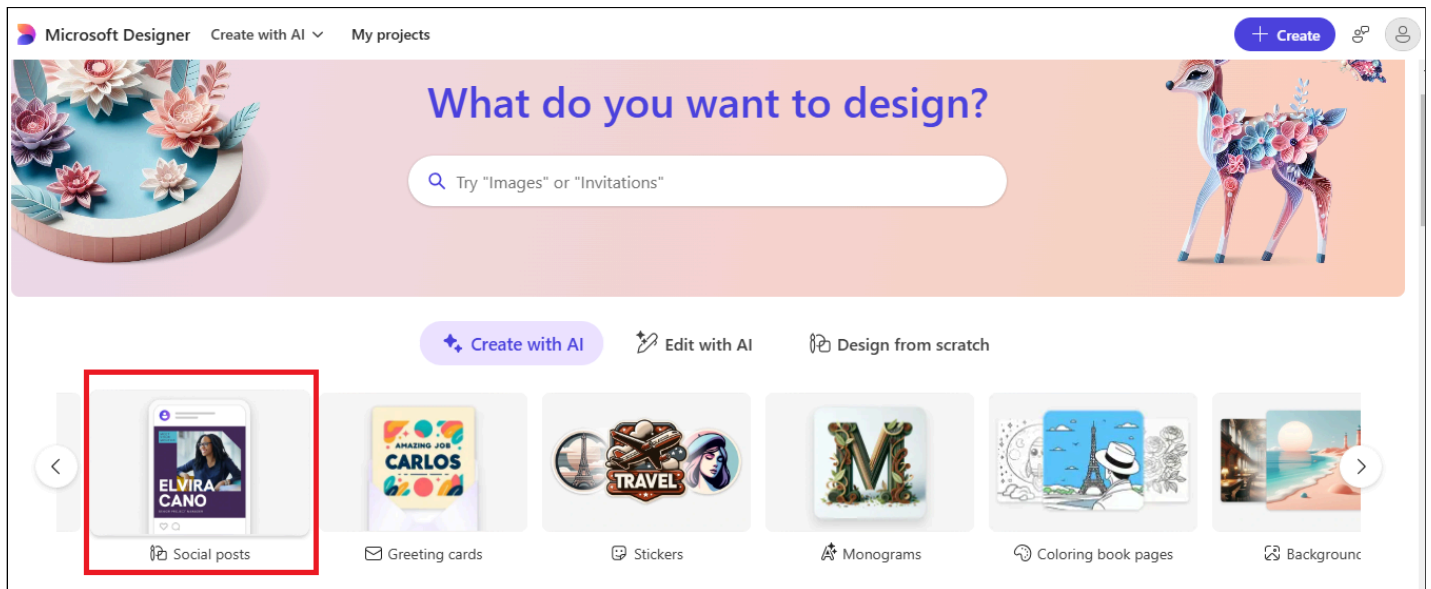 Microsoft Designer Create with AI My projects + Create
What do you want to design?
Try "Images" or "Invitations"
Create with AI Edit with AI Design from scratch
ELVIRA
CANO
AMAZING JOB
CARLOS
TRAVEL
M
Social posts Greeting cards Stickers Monograms Coloring book pages Background